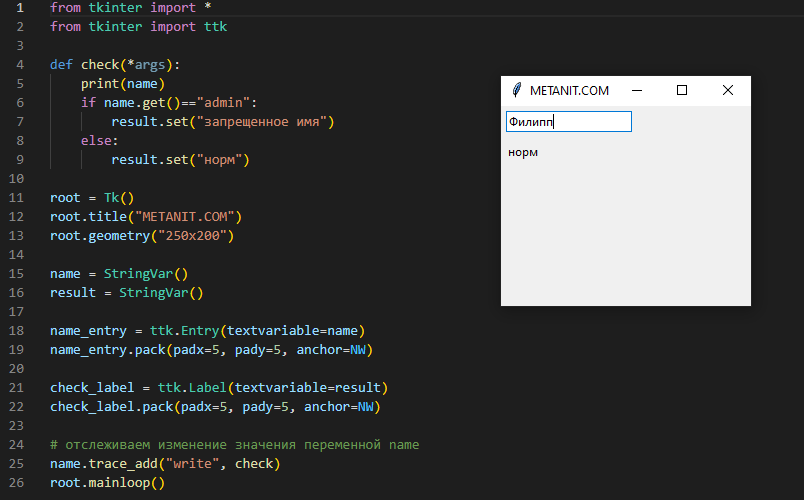 1 from tkinter import *
2 from tkinter import ttk
3
4 def check(*args):
5     print(name)
6     if name.get()=="admin":
7         result.set("запрещенное имя")
8     else:
9         result.set("норм")
10
11 root = Tk()
12 root.title("METANIT.COM")
13 root.geometry("250x200")
14
15 name = StringVar()
16 result = StringVar()
17
18 name_entry = ttk.Entry(textvariable=name)
19 name_entry.pack(padx=5, pady=5, anchor=NW)
20
21 check_label = ttk.Label(textvariable=result)
22 check_label.pack(padx=5, pady=5, anchor=NW)
23
24 # отслеживаем изменение значения переменной name
25 name.trace_add("write", check)
26 root.mainloop()
METANIT.COM
Филипп
норм